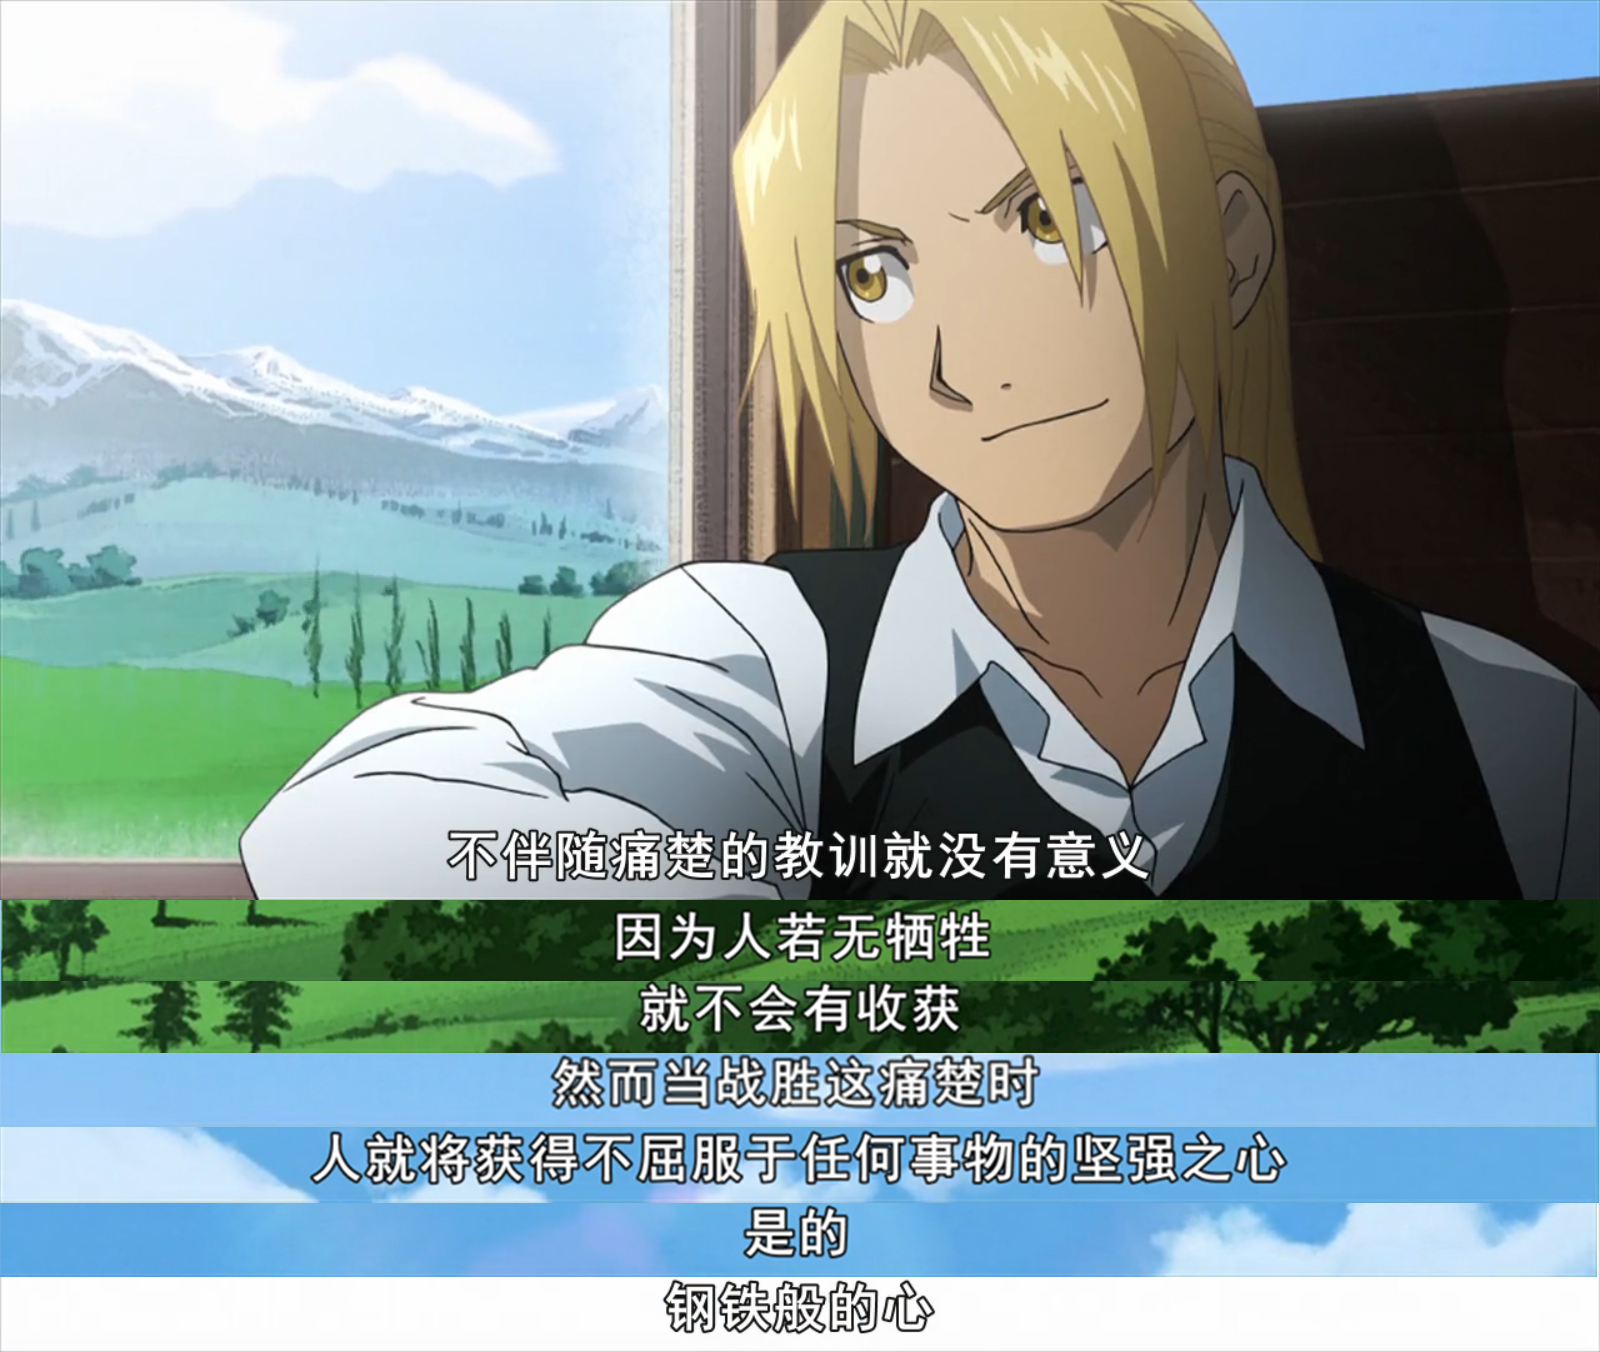 不伴随痛楚的教训就没有意义
因为人若无牺牲
就不会有收获
然而当战胜这痛楚时
人就将获得不屈服于任何事物的坚强之心
是的
钢铁般的心